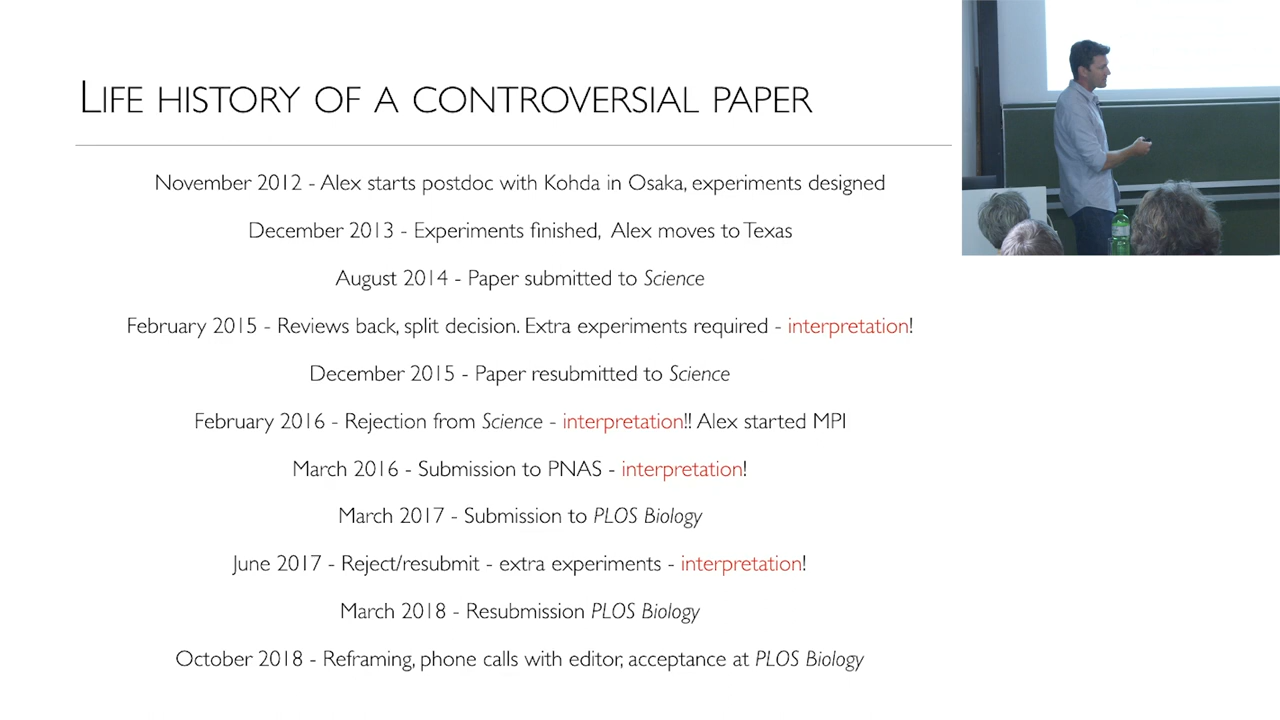 LIFE HISTORY OF A CONTROVERSIAL PAPER
November 2012 - Alex starts postdoc with Kohda in Osaka, experiments designed
December 2013 - Experiments finished, Alex moves to Texas
August 2014 - Paper submitted to Science
February 2015 - Reviews back, split decision. Extra experiments required - interpretation!
December 2015 - Paper resubmitted to Science
February 2016 - Rejection from Science - interpretation!! Alex started MPI
March 2016 - Submission to PNAS - interpretation!
March 2017 - Submission to PLOS Biology
June 2017 - Reject/resubmit - extra experiments - interpretation!
March 2018 - Resubmission PLOS Biology
October 2018 - Reframing, phone calls with editor, acceptance at PLOS Biology